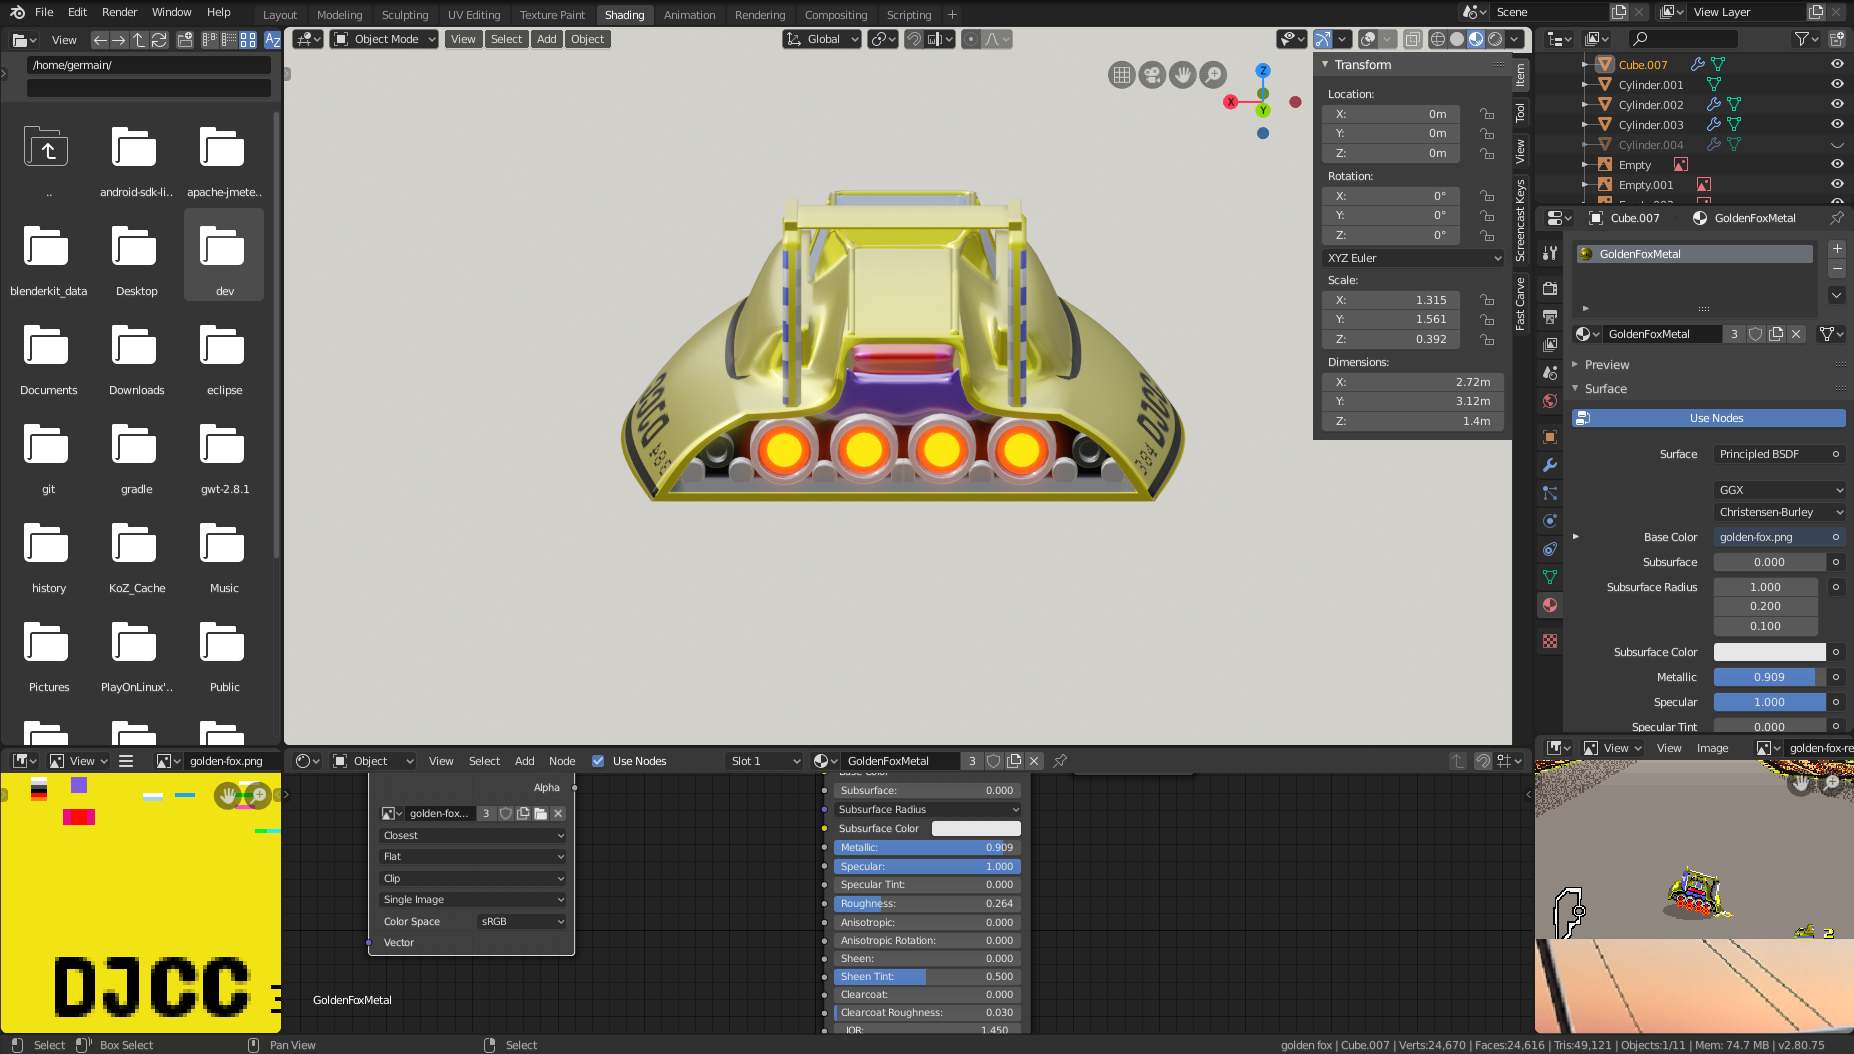 File Edit Render Window Help
Layout Modeling Sculpting UV Editing Texture Paint Shading Animation Rendering Compositing Scripting +
Scene
View Layer
View
/home/germain/
..
android-sdk-li..
apache-jmete..
blenderkit_data
Desktop
dev
Documents
Downloads
eclipse
git
gradle
gwt-2.8.1
history
KoZ_Cache
Music
Pictures
PlayOnLinux'..
Public
Object Mode View Select Add Object
Global
Z
X
Y
DJCO
384
DJCO
384
Transform
Location:
X: 0m
Y: 0m
Z: 0m
Rotation:
X: 0°
Y: 0°
Z: 0°
XYZ Euler
Scale:
X: 1.315
Y: 1.561
Z: 0.392
Dimensions:
X: 2.72m
Y: 3.12m
Z: 1.4m
Item
Tool
View
Screencast Keys
Fast Carve
Cube.007
Cylinder.001
Cylinder.002
Cylinder.003
Cylinder.004
Empty
Empty.001
Cube.007 GoldenFoxMetal
GoldenFoxMetal
GoldenFoxMetal 3
Preview
Surface
Use Nodes
Surface Principled BSDF
GGX
Christensen-Burley
Base Color golden-fox.png
Subsurface 0.000
Subsurface Radius 1.000
0.200
0.100
Subsurface Color
Metallic 0.909
Specular 1.000
Specular Tint 0.000
View golden-fox.png
DJCC
Object View Select Add Node Use Nodes Slot 1 GoldenFoxMetal 3
Alpha
golden-fox... 3
Closest
Flat
Clip
Single Image
Color Space sRGB
Vector
GoldenFoxMetal
Base Color
Subsurface: 0.000
Subsurface Radius
Subsurface Color
Metallic: 0.909
Specular: 1.000
Specular Tint: 0.000
Roughness: 0.264
Anisotropic: 0.000
Anisotropic Rotation: 0.000
Sheen: 0.000
Sheen Tint: 0.500
Clearcoat: 0.000
Clearcoat Roughness: 0.030
IOR: 1.450
View View Image golden-fox-re
2
Select Box Select Pan View Select
golden fox | Cube.007 | Verts:24,670 | Faces:24,616 | Tris:49,121 | Objects:1/11 | Mem: 74.7 MB | v2.80.75